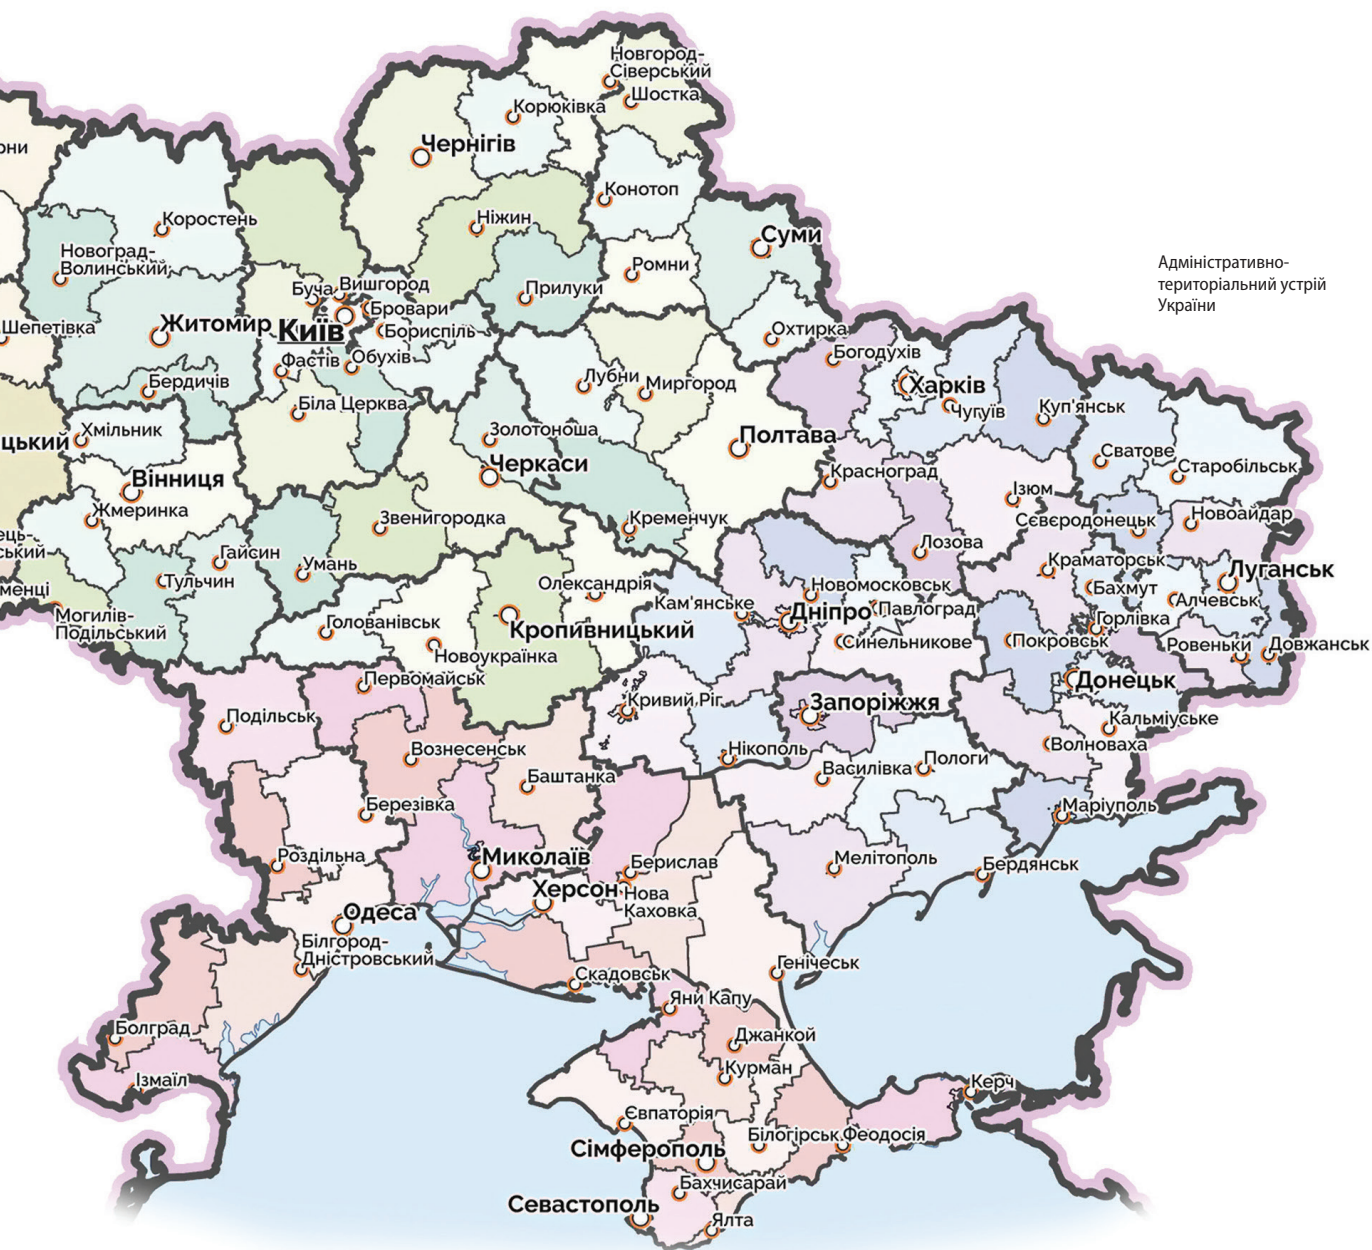 Новгород-
Сіверський
Шостка
Корюківка
Чернігів
рни
Конотоп
Коростень
Ніжин
Суми
Новоград-
Волинський
Ромни
Адміністративно-
територіальний устрій
України
Буча
Вишгород
Прилуки
Бровари
Шепетівка
Житомир
Київ
Бориспіль
Охтирка
Фастів
Обухів
Богодухів
Бердичів
Лубни
Миргород
Харків
Біла Церква
Чугуїв
Куп'янськ
цький
Хмільник
Золотоноша
Полтава
Сватове
Черкаси
Красноград
Старобільськ
Вінниця
Ізюм
Жмеринка
Звенигородка
Кременчук
Сєвєродонецьк
Новоайдар
ець-
ський
Гайсин
Лозова
Умань
Краматорськ
Луганськ
Тульчин
Олександрія
Новомосковськ
Бахмут
менці
Кам'янське
Алчевськ
Могилів-
Подільський
Голованівськ
Кропивницький
Дніпро
Павлоград
Горлівка
Новоукраїнка
Синельникове
Покровськ
Ровеньки
Довжанськ
Первомайськ
Донецьк
Подільськ
Кривий Ріг
Запоріжжя
Кальміуське
Вознесенськ
Нікополь
Волноваха
Баштанка
Василівка
Пологи
Березівка
Маріуполь
Роздільна
Миколаїв
Берислав
Мелітополь
Бердянськ
Херсон
Нова
Каховка
Одеса
Білгород-
Дністровський
Скадовськ
Генічеськ
Яни Капу
Болград
Джанкой
Курман
Ізмаїл
Керч
Євпаторія
Білогірськ
Феодосія
Сімферополь
Бахчисарай
Севастополь
Ялта